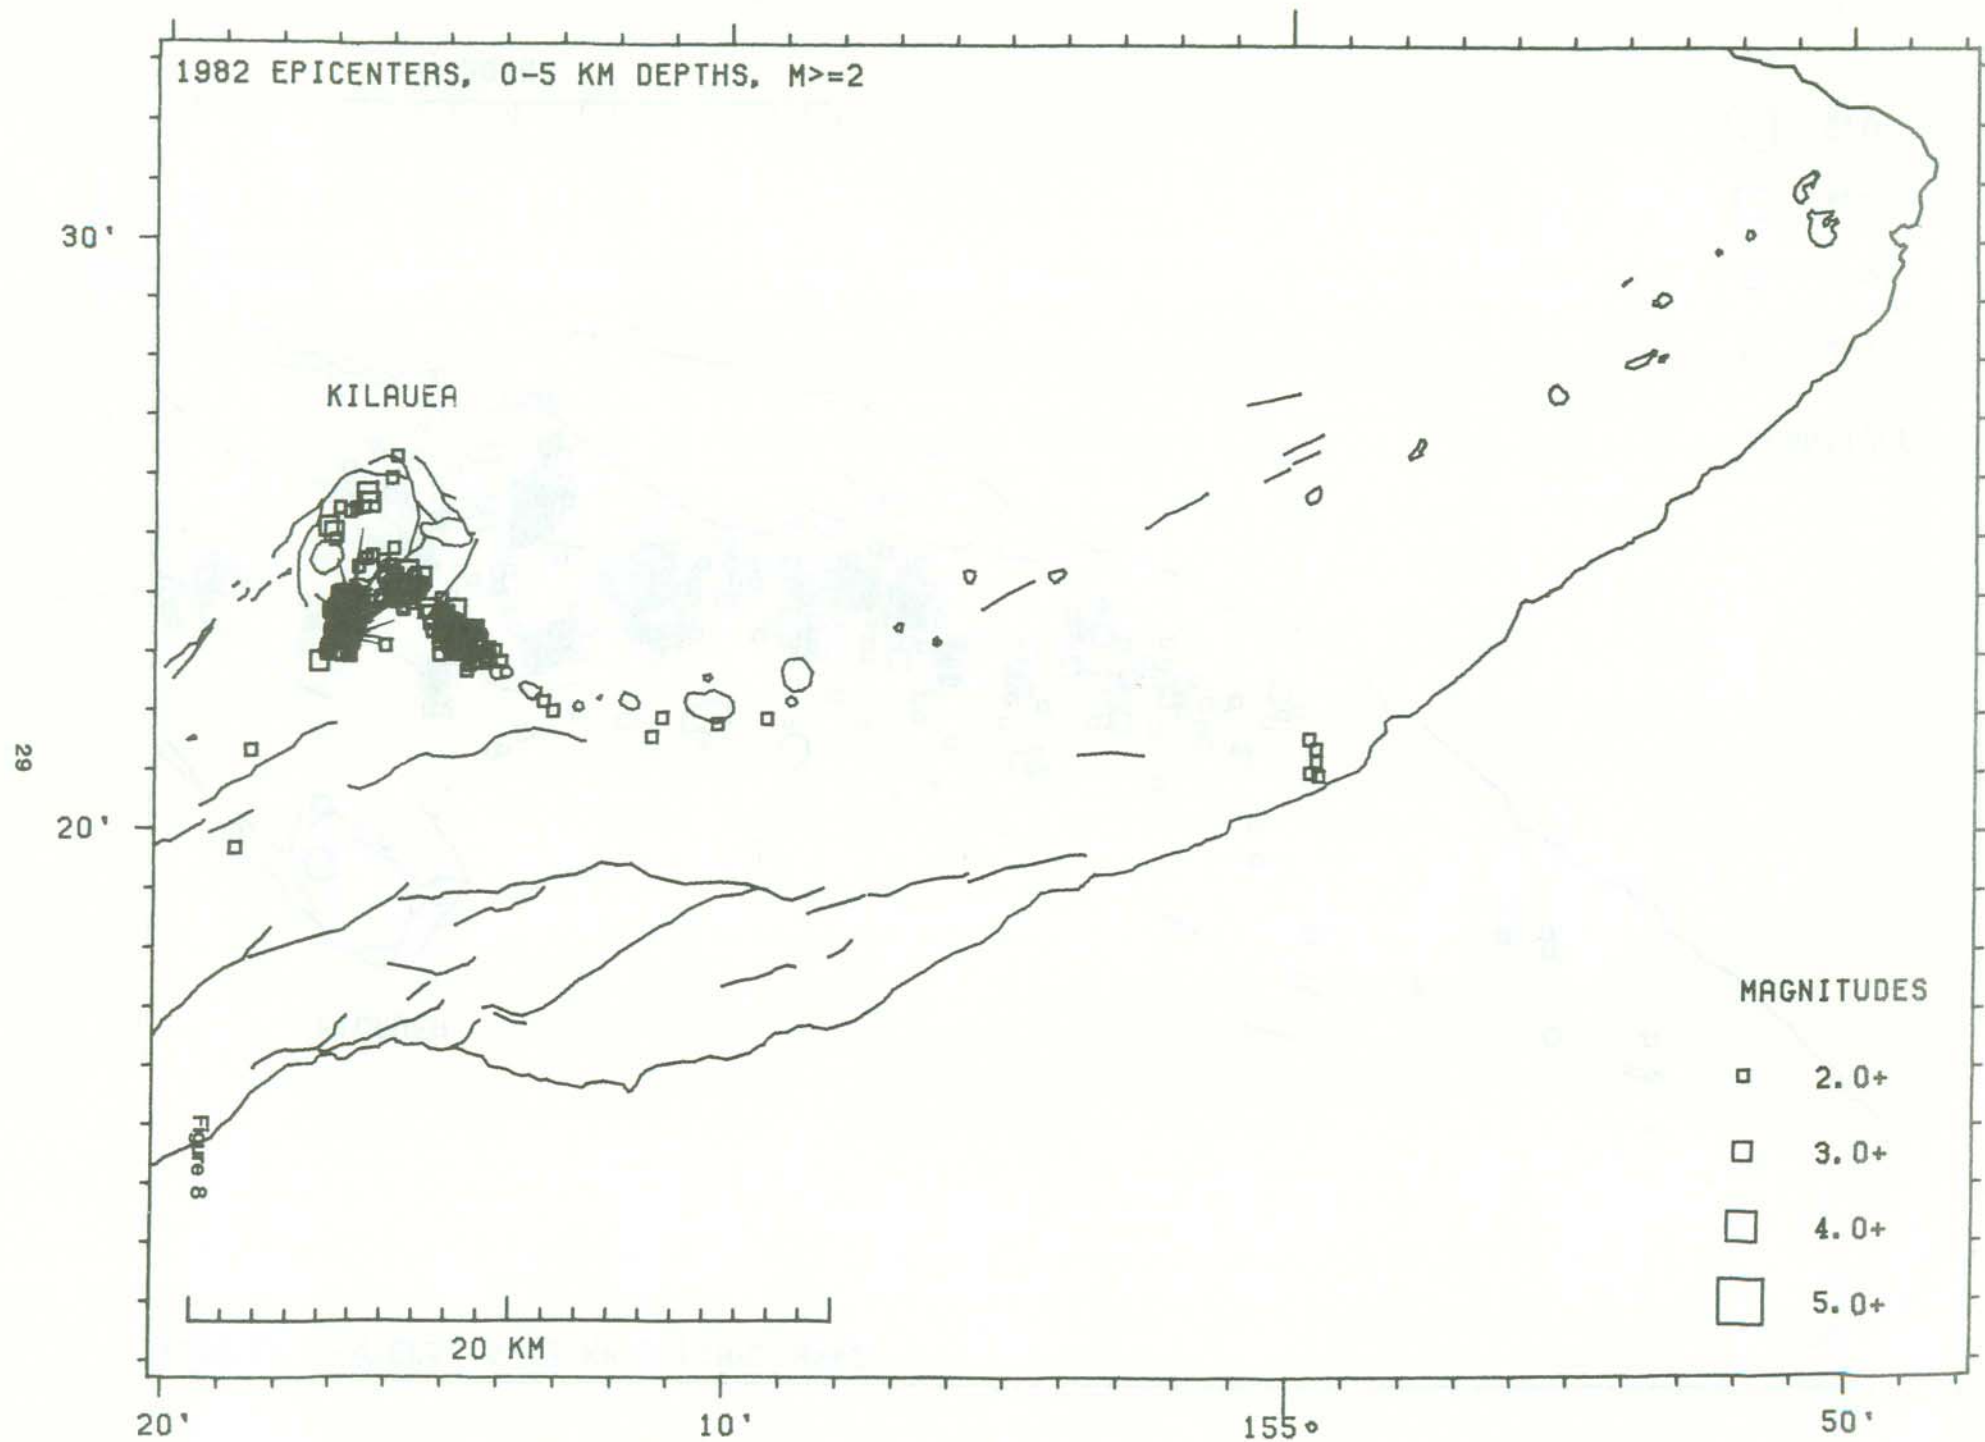 1982 EPICENTERS, 0-5 KM DEPTHS, M>=2
30'
KILAUEA
29
20'
MAGNITUDES
2.0+
3.0+
4.0+
5.0+
Figure 8
20 KM
20' 10' 155° 50'